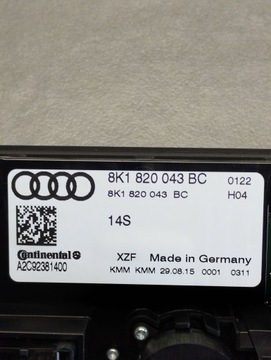 8K1 820 043 BC 0122
8K1 820 043 BC H04
14S
Continental
A2C92381400
XZF Made in Germany
KMM KMM 29.08.15 0001 0311